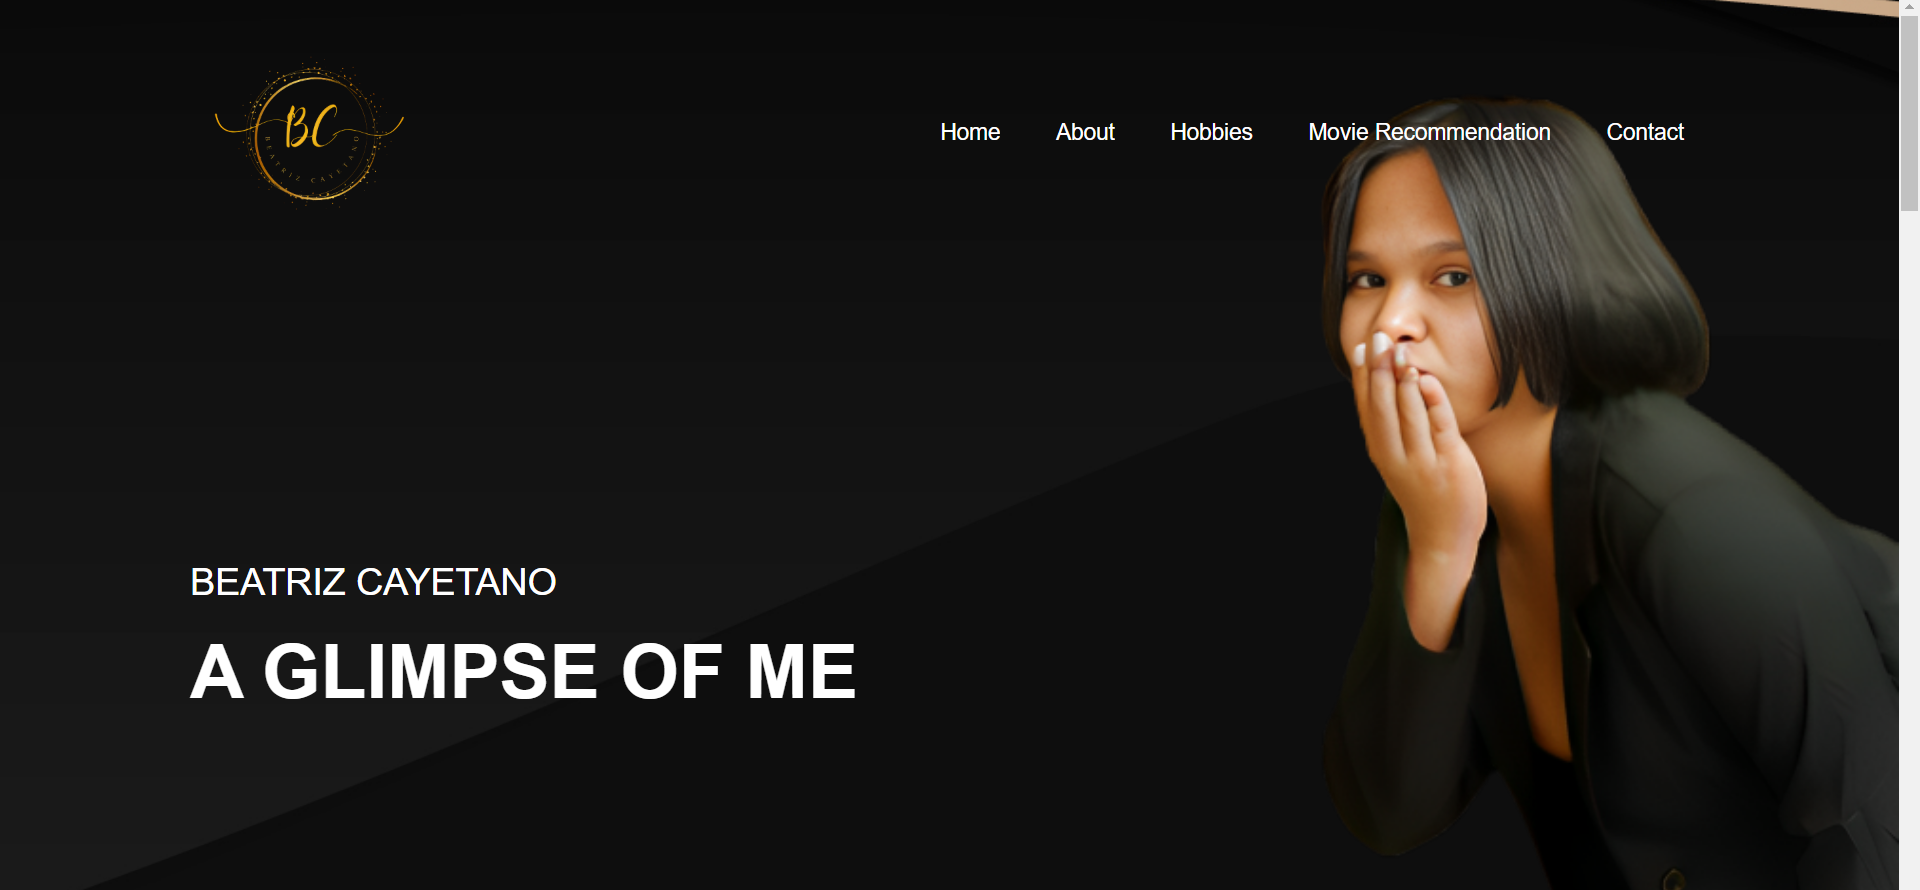 BC
BEATRIZ CAYETANO
Home About Hobbies Movie Recommendation Contact
BEATRIZ CAYETANO
A GLIMPSE OF ME